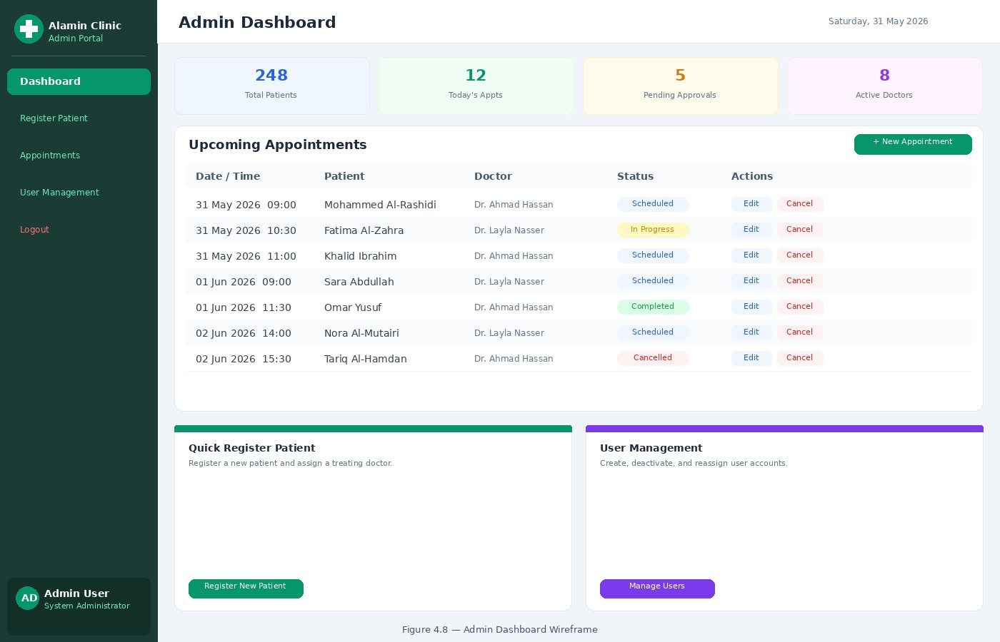 Alamin Clinic
Admin Portal
Dashboard
Register Patient
Appointments
User Management
Logout
AD
Admin User
System Administrator
Admin Dashboard
Saturday, 31 May 2026
248
Total Patients
12
Today's Appts
5
Pending Approvals
8
Active Doctors
Upcoming Appointments
+ New Appointment
Date / Time Patient Doctor Status Actions
31 May 2026 09:00 Mohammed Al-Rashidi Dr. Ahmad Hassan Scheduled Edit Cancel
31 May 2026 10:30 Fatima Al-Zahra Dr. Layla Nasser In Progress Edit Cancel
31 May 2026 11:00 Khalid Ibrahim Dr. Ahmad Hassan Scheduled Edit Cancel
01 Jun 2026 09:00 Sara Abdullah Dr. Layla Nasser Scheduled Edit Cancel
01 Jun 2026 11:30 Omar Yusuf Dr. Ahmad Hassan Completed Edit Cancel
02 Jun 2026 14:00 Nora Al-Mutairi Dr. Layla Nasser Scheduled Edit Cancel
02 Jun 2026 15:30 Tariq Al-Hamdan Dr. Ahmad Hassan Cancelled Edit Cancel
Quick Register Patient
Register a new patient and assign a treating doctor.
Register New Patient
User Management
Create, deactivate, and reassign user accounts.
Manage Users
Figure 4.8 — Admin Dashboard Wireframe